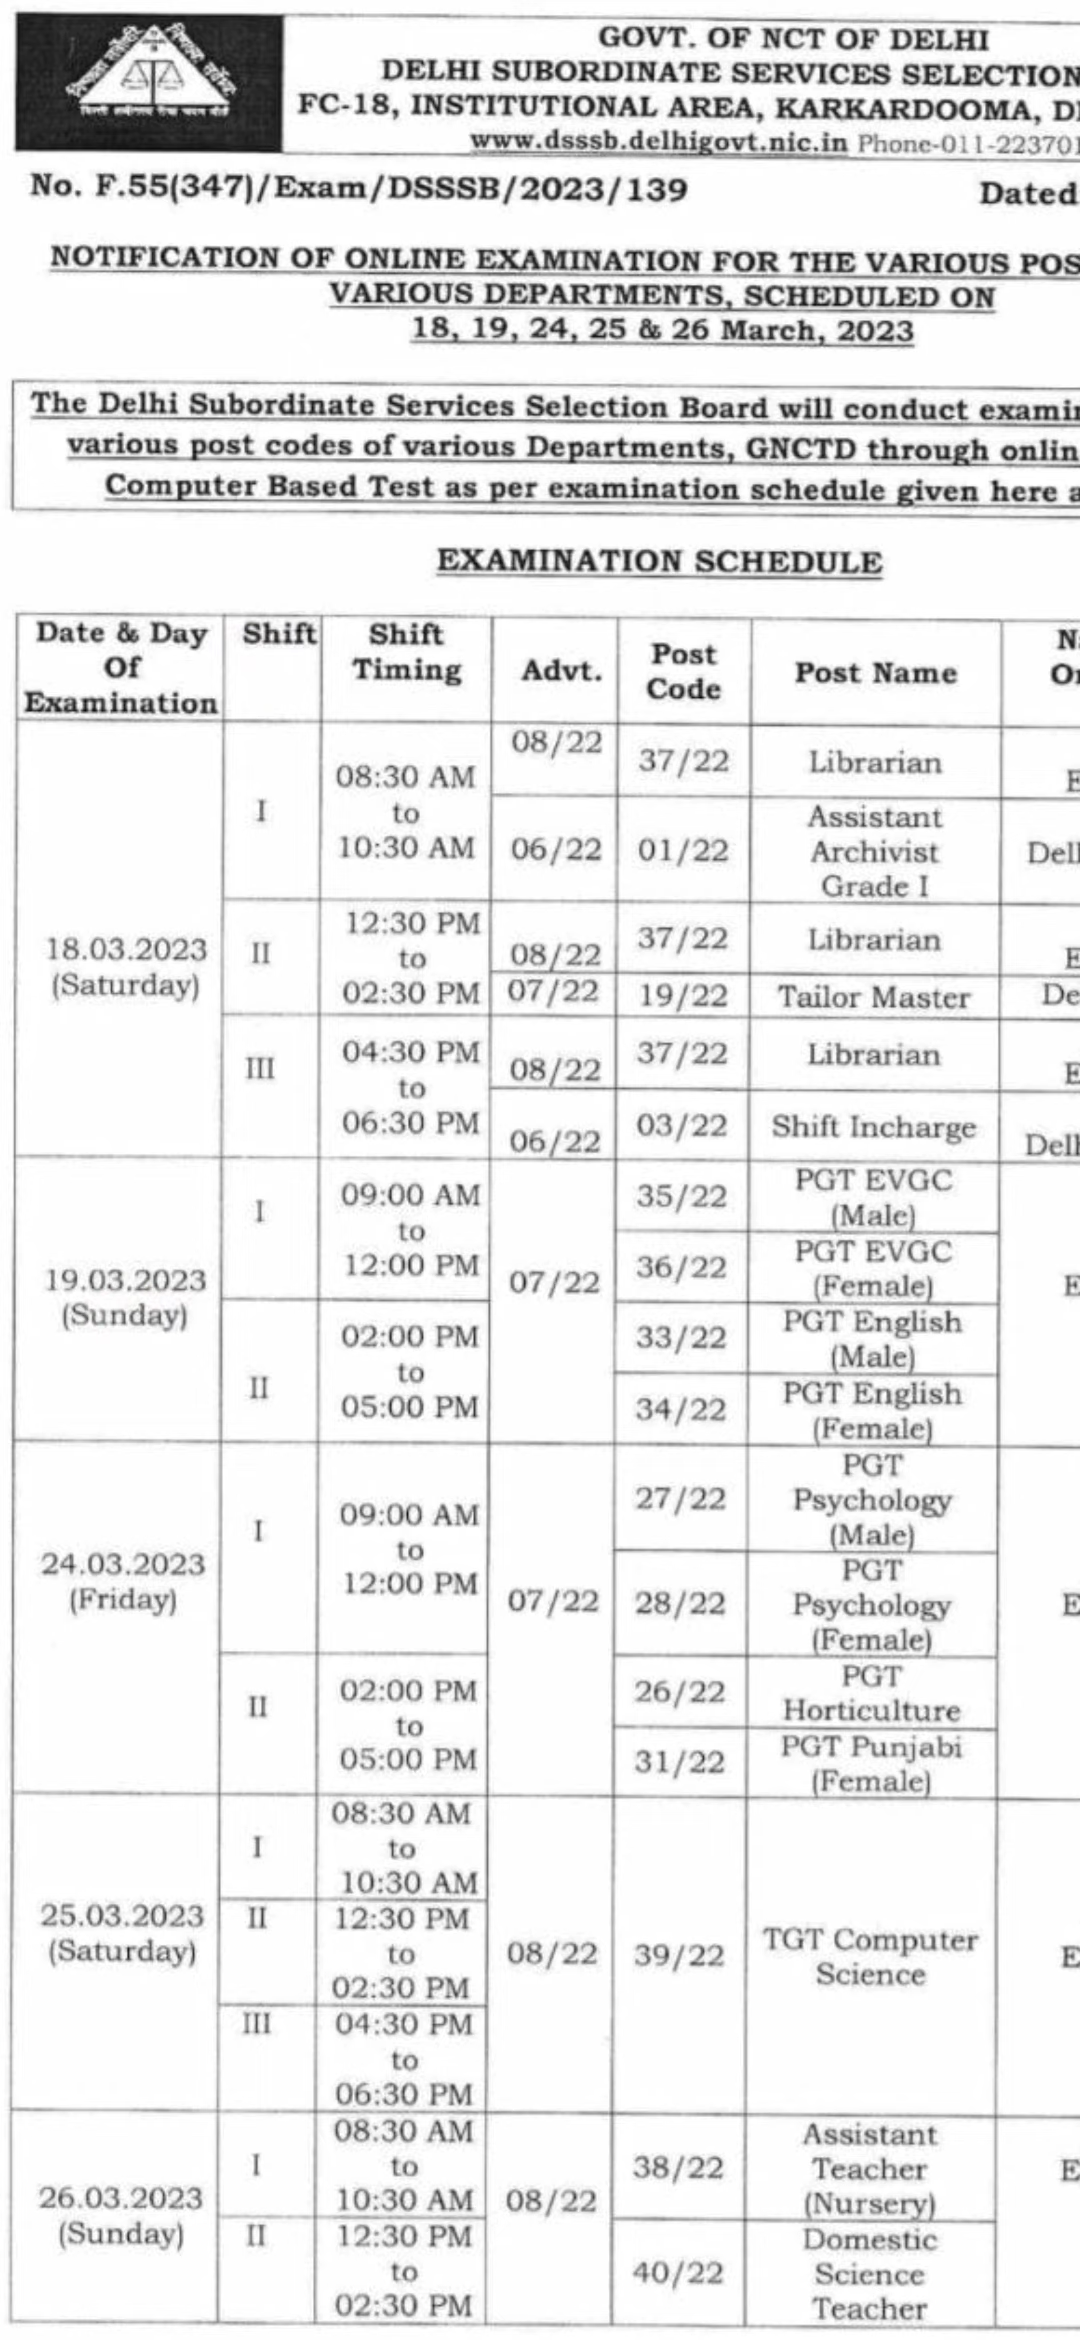 GOVT. OF NCT OF DELHI
DELHI SUBORDINATE SERVICES SELECTION
FC-18, INSTITUTIONAL AREA, KARKARDOOMA,
www.dsssb.delhigovt.nic.in Phone-011-223701
No. F.55(347)/Exam/DSSSB/2023/139 Dated
NOTIFICATION OF ONLINE EXAMINATION FOR THE VARIOUS POS
VARIOUS DEPARTMENTS, SCHEDULED ON
18, 19, 24, 25 & 26 March, 2023
The Delhi Subordinate Services Selection Board will conduct examin
various post codes of various Departments, GNCTD through onlin
Computer Based Test as per examination schedule given here a
EXAMINATION SCHEDULE
Date & Day Of Examination
Shift
Shift Timing
Advt.
Post Code
Post Name
18.03.2023
(Saturday)
I
08:30 AM
to
10:30 AM
08/22 37/22 Librarian E
06/22 01/22 Assistant
Archivist
Grade I
Dell
II
12:30 PM
to
02:30 PM
08/22 37/22 Librarian E
07/22 19/22 Tailor Master De
III
04:30 PM
to
06:30 PM
08/22 37/22 Librarian E
06/22 03/22 Shift Incharge Dell
19.03.2023
(Sunday)
I
09:00 AM
to
12:00 PM
07/22
35/22 PGT EVGC
(Male)
36/22 PGT EVGC
(Female)
E
II
02:00 PM
to
05:00 PM
33/22 PGT English
(Male)
34/22 PGT English
(Female)
24.03.2023
(Friday)
I
09:00 AM
to
12:00 PM
07/22
27/22 PGT
Psychology
(Male)
28/22 PGT
Psychology
(Female)
E
II
02:00 PM
to
05:00 PM
26/22 PGT
Horticulture
31/22 PGT Punjabi
(Female)
25.03.2023
(Saturday)
I
08:30 AM
to
10:30 AM
II
12:30 PM
to
02:30 PM
III
04:30 PM
to
06:30 PM
08/22 39/22 TGT Computer
Science
E
26.03.2023
(Sunday)
I
08:30 AM
to
10:30 AM
08/22
38/22 Assistant
Teacher
(Nursery)
E
II
12:30 PM
to
02:30 PM
40/22 Domestic
Science
Teacher